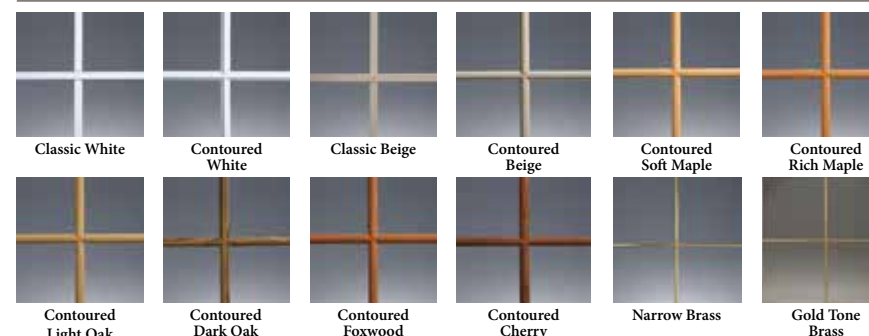 Classic White
Contoured
White
Classic Beige
Contoured
Beige
Contoured
Soft Maple
Contoured
Rich Maple
Contoured
Light Oak
Contoured
Dark Oak
Contoured
Foxwood
Contoured
Cherry
Narrow Brass
Gold Tone
Brass